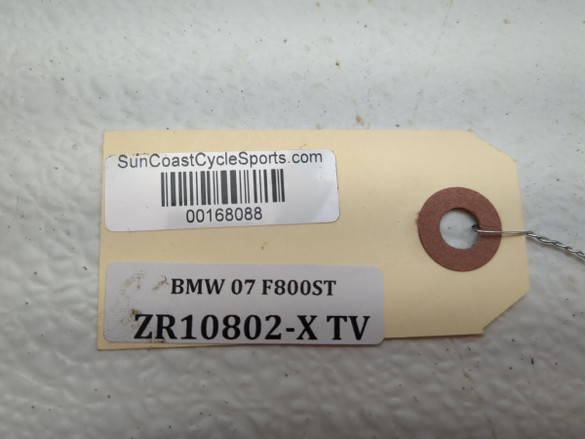 SunCoastCycleSports.com
00168088
BMW 07 F800ST
ZR10802-X TV